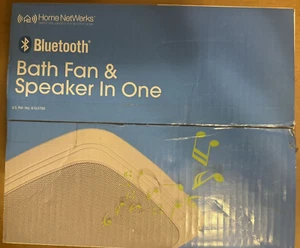 Home NetWerks
Bluetooth®
Bath Fan &
Speaker In One